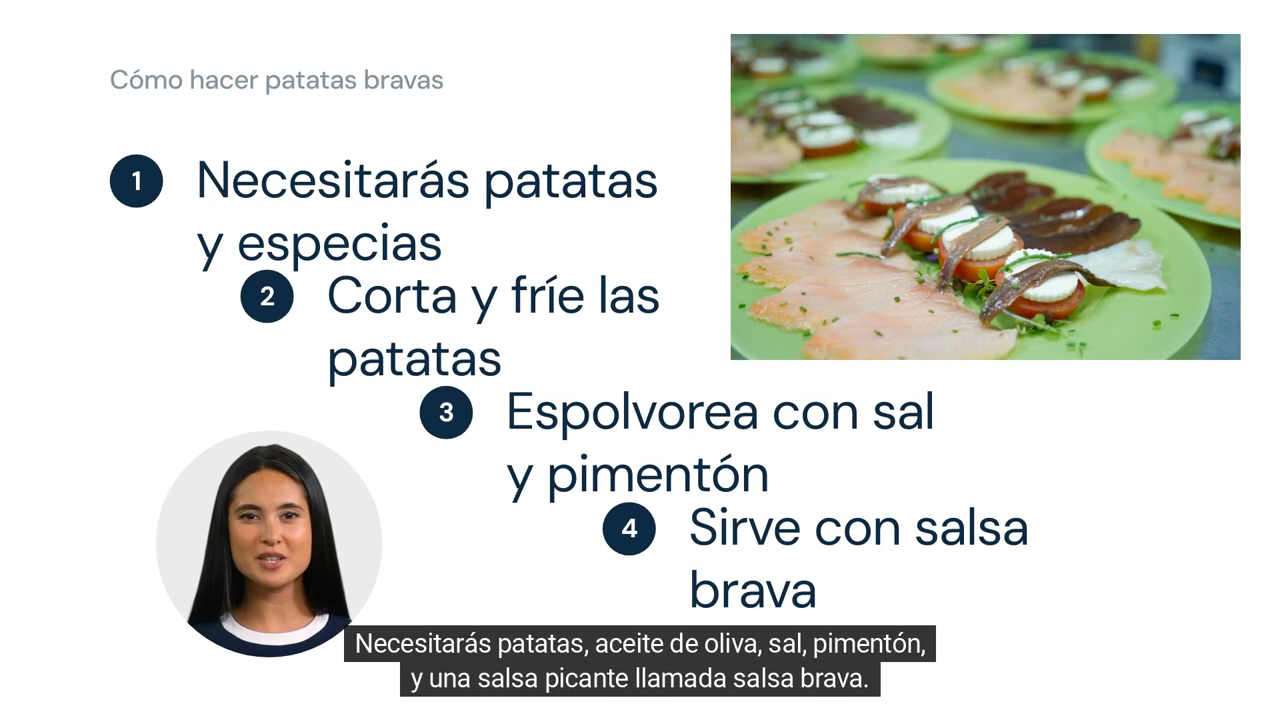 Cómo hacer patatas bravas
1 Necesitarás patatas
y especias
2 Corta y fríe las
patatas
3 Espolvorea con sal
y pimentón
4 Sirve con salsa
brava
Necesitarás patatas, aceite de oliva, sal, pimentón,
y una salsa picante llamada salsa brava.